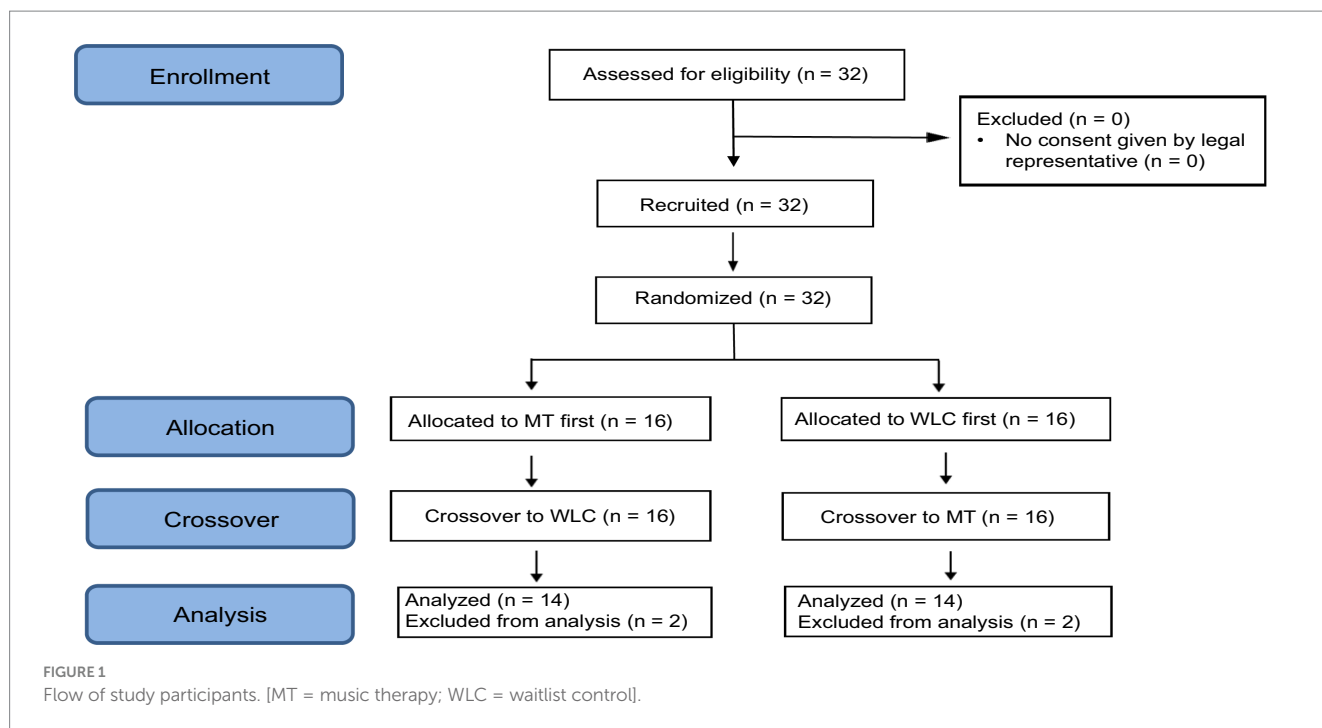 Enrollment
Assessed for eligibility (n = 32)
Excluded (n = 0)
• No consent given by legal
representative (n = 0)
Recruited (n = 32)
Randomized (n = 32)
Allocation
Allocated to MT first (n = 16)
Allocated to WLC first (n = 16)
Crossover
Crossover to WLC (n = 16)
Crossover to MT (n = 16)
Analysis
Analyzed (n = 14)
Excluded from analysis (n = 2)
Analyzed (n = 14)
Excluded from analysis (n = 2)
FIGURE 1
Flow of study participants. [MT = music therapy; WLC = waitlist control].